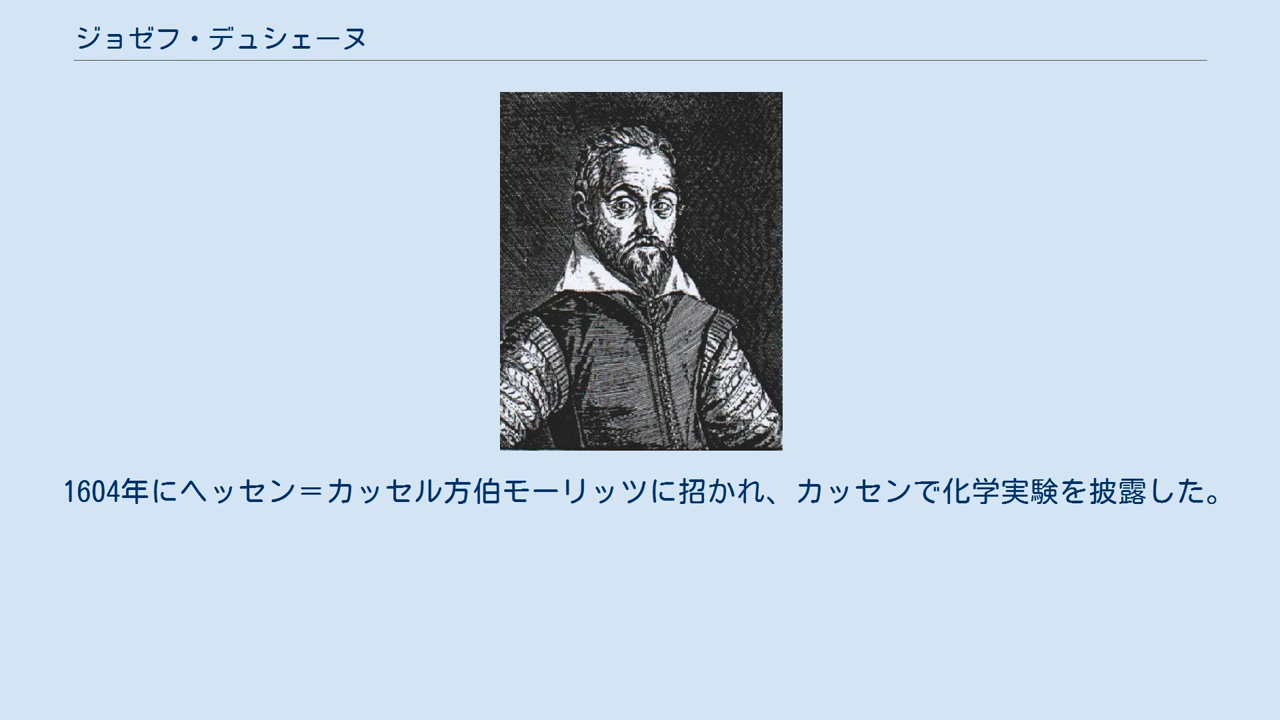 ジョゼフ・デュシェーヌ
1604年にヘッセン＝カッセル方伯モーリッツに招かれ、カッセンで化学実験を披露した。